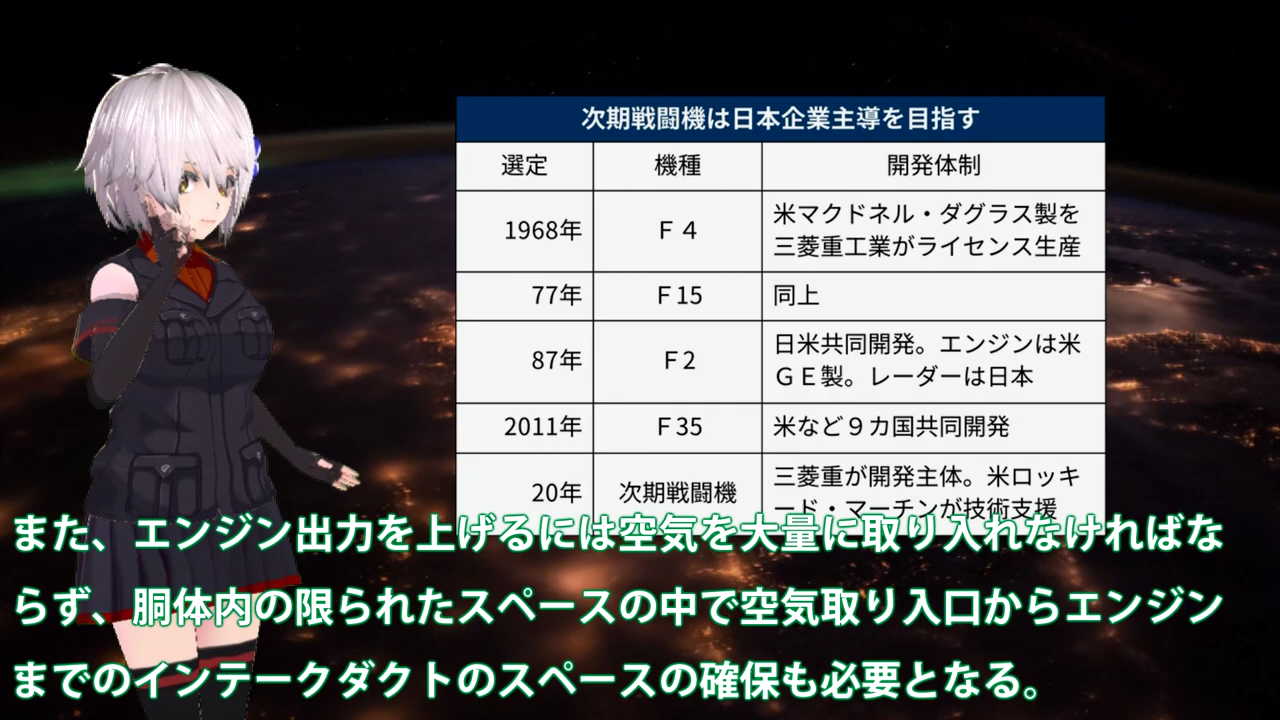 次期戦闘機は日本企業主導を目指す
選定 機種 開発体制
1968年 Ｆ４ 米マクドネル・ダグラス製を
三菱重工業がライセンス生産
77年 Ｆ15 同上
87年 Ｆ2 日米共同開発。エンジンは米
ＧＥ製。レーダーは日本
2011年 Ｆ35 米など９カ国共同開発
20年 次期戦闘機 三菱重が開発主体。米ロッキ
ード・マーチンが技術支援
また、エンジン出力を上げるには空気を大量に取り入れなければな
らず、胴体内の限られたスペースの中で空気取り入口からエンジン
までのインテークダクトのスペースの確保も必要となる。